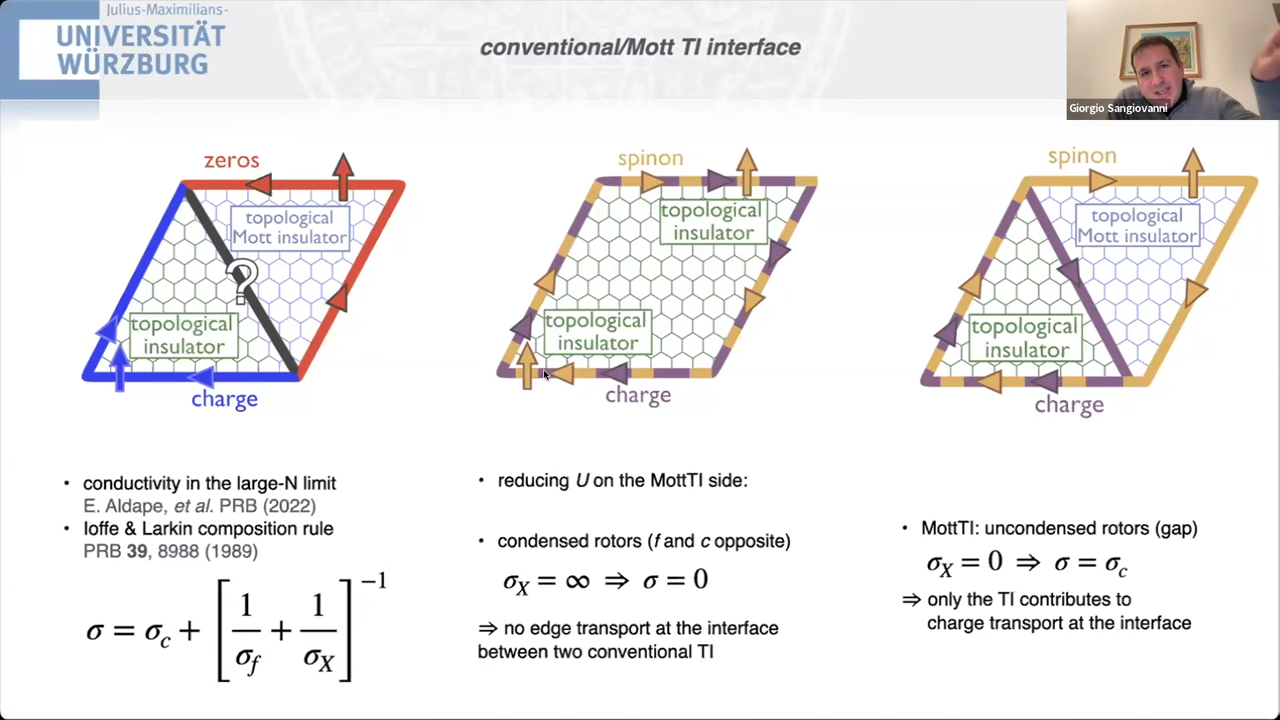 Julius-Maximilians-
UNIVERSITÄT
WÜRZBURG
conventional/Mott TI interface
Giorgio Sangiovanni
zeros
topological
Mott insulator
?
topological
insulator
charge
• conductivity in the large-N limit
E. Aldape, et al. PRB (2022)
• Ioffe & Larkin composition rule
PRB 39, 8988 (1989)
σ = σ_c + [1/σ_f + 1/σ_X]^−1
spinon
topological
insulator
topological
insulator
charge
• reducing U on the MottTI side:
• condensed rotors (f and c opposite)
σ_X = ∞ ⇒ σ = 0
⇒ no edge transport at the interface
between two conventional TI
spinon
topological
Mott insulator
topological
insulator
charge
• MottTI: uncondensed rotors (gap)
σ_X = 0 ⇒ σ = σ_c
⇒ only the TI contributes to
charge transport at the interface